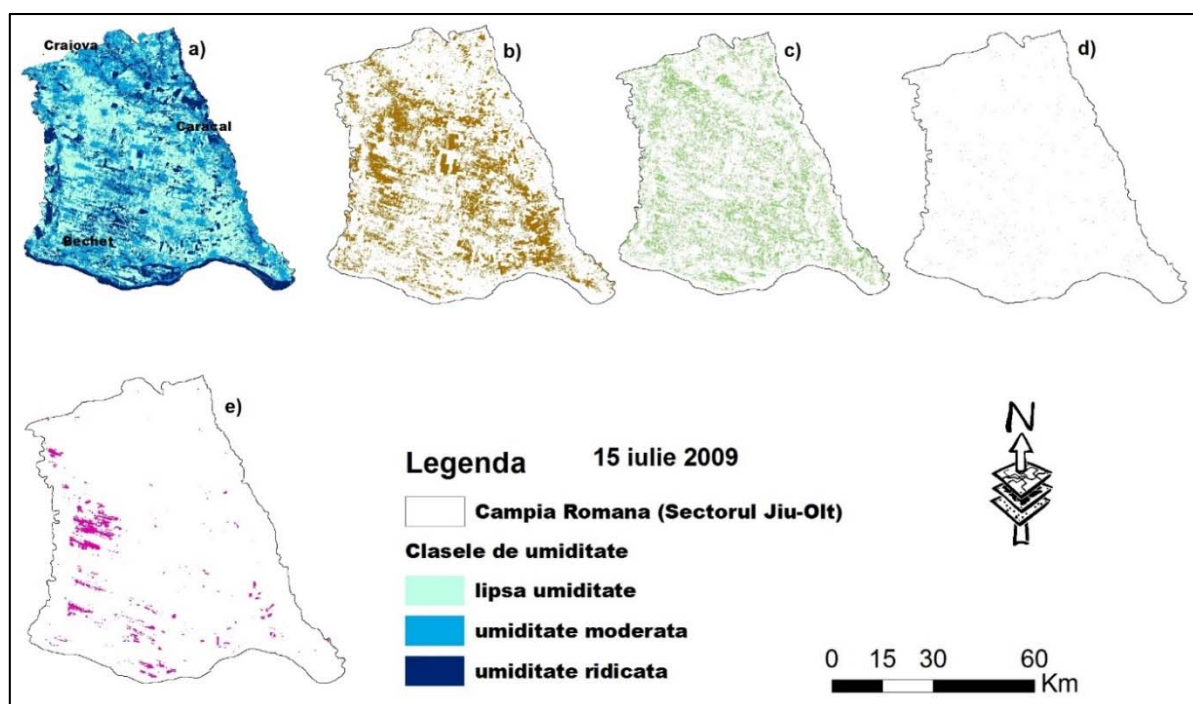 Craiova
a)
Caracal
Bechet
b)
c)
d)
e)
Legenda 15 iulie 2009
Campia Romana (Sectorul Jiu-Olt)
Clasele de umiditate
lipsa umiditate
umiditate moderata
umiditate ridicata
N
0 15 30 60
Km